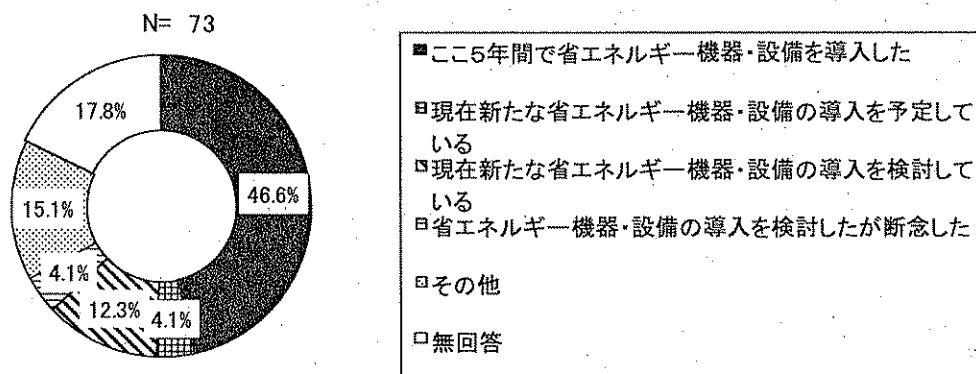 N= 73
17.8%
46.6%
15.1%
4.1%
12.3%
4.1%
ここ5年間で省エネルギー機器・設備を導入した
現在新たな省エネルギー機器・設備の導入を予定して
いる
現在新たな省エネルギー機器・設備の導入を検討して
いる
省エネルギー機器・設備の導入を検討したが断念した
その他
無回答